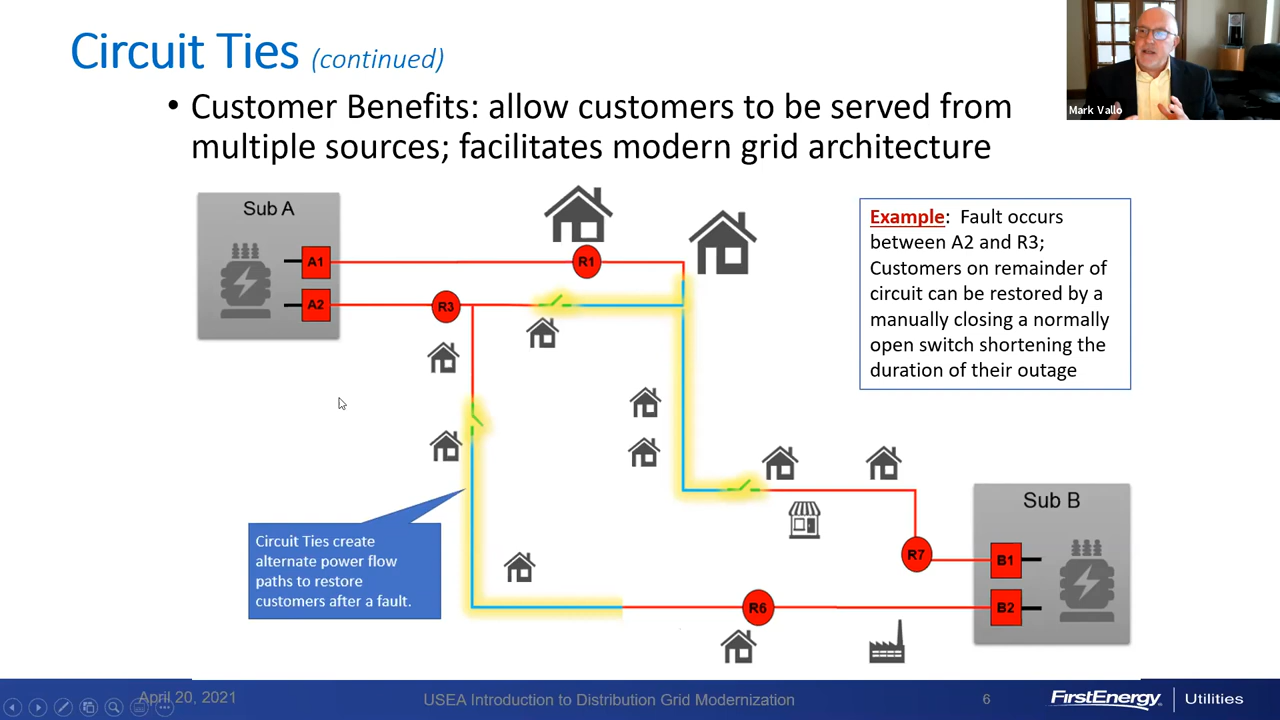 Circuit Ties (continued)
Mark Vallo
• Customer Benefits: allow customers to be served from
multiple sources; facilitates modern grid architecture
Sub A
A1
R1
A2
R3
Example: Fault occurs
between A2 and R3;
Customers on remainder of
circuit can be restored by a
manually closing a normally
open switch shortening the
duration of their outage
Circuit Ties create
alternate power flow
paths to restore
customers after a fault.
Sub B
R7
B1
R6
B2
April 20, 2021
USEA Introduction to Distribution Grid Modernization
6
FirstEnergy
Utilities